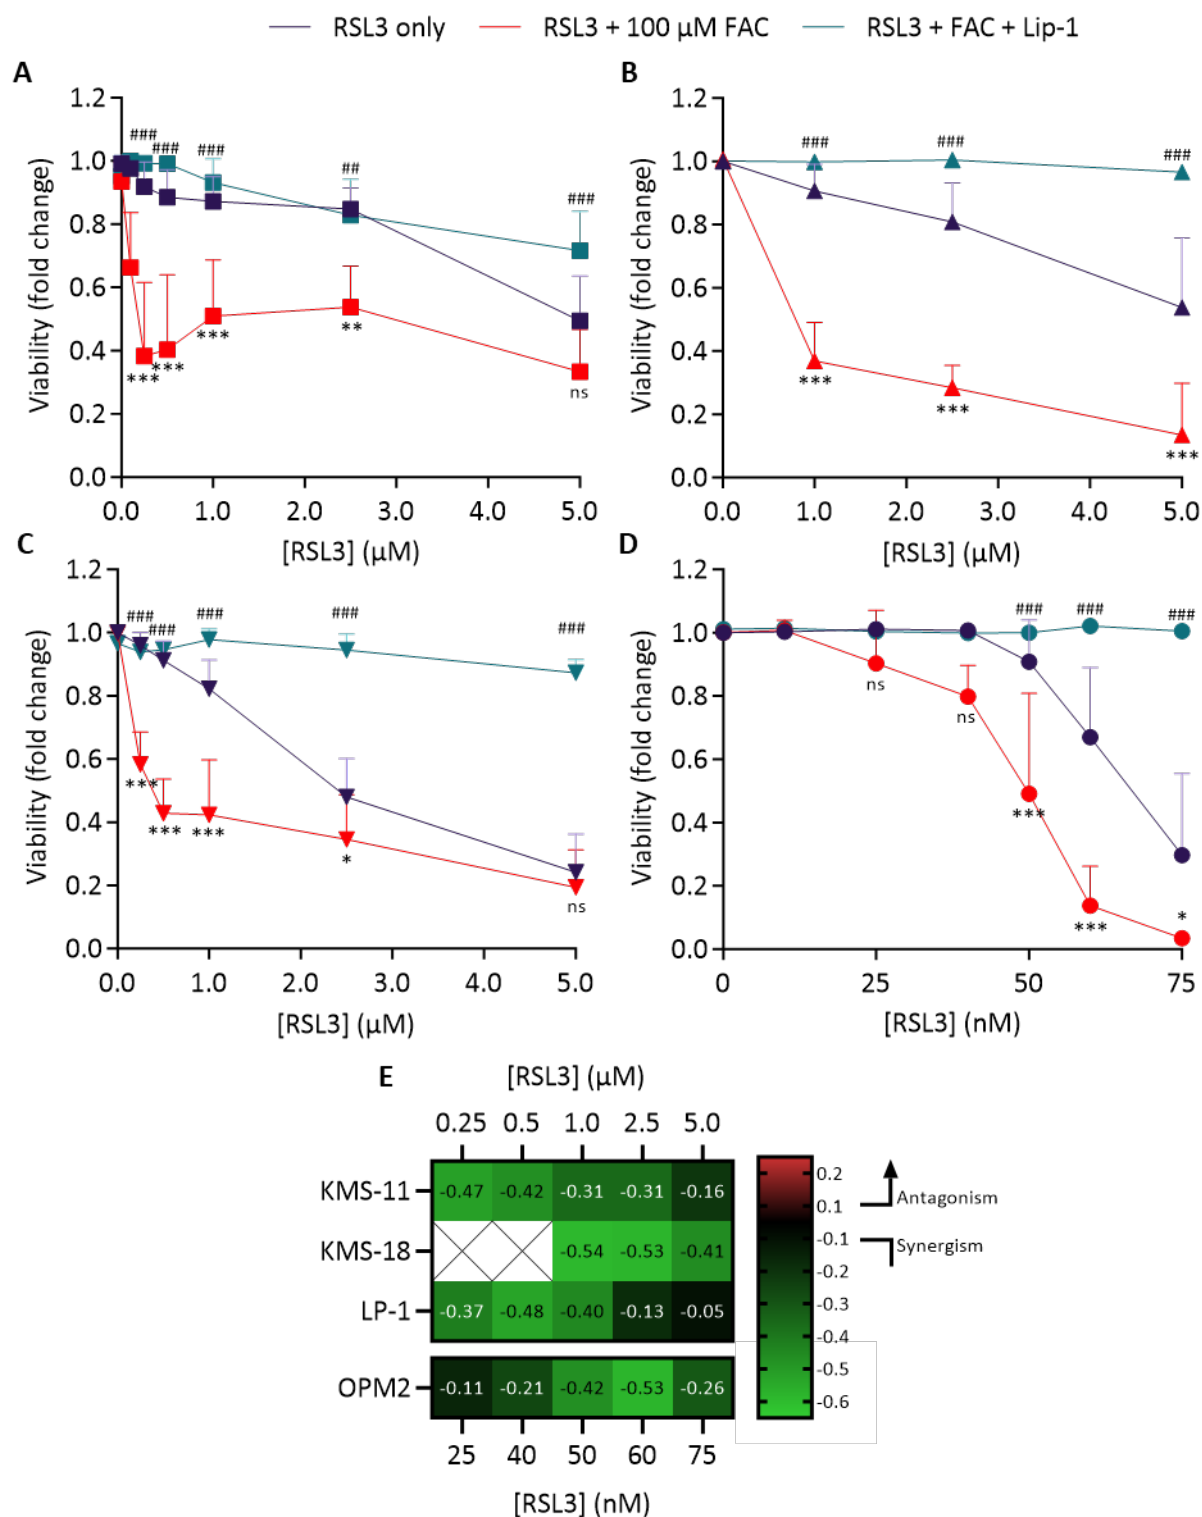 RSL3 only RSL3 + 100 µM FAC RSL3 + FAC + Lip-1
A
Viability (fold change)
1.2
1.0
0.8
0.6
0.4
0.2
0.0
### ### ### ## ###
*** *** *** ** ns
0.0 1.0 2.0 3.0 4.0 5.0
[RSL3] (µM)
B
Viability (fold change)
1.2
1.0
0.8
0.6
0.4
0.2
0.0
### ### ###
*** *** ***
0.0 1.0 2.0 3.0 4.0 5.0
[RSL3] (µM)
C
Viability (fold change)
1.2
1.0
0.8
0.6
0.4
0.2
0.0
### ### ### ### ###
*** *** *** * ns
0.0 1.0 2.0 3.0 4.0 5.0
[RSL3] (µM)
D
Viability (fold change)
1.2
1.0
0.8
0.6
0.4
0.2
0.0
### ### ###
ns ns *** *** *
0 25 50 75
[RSL3] (nM)
E
[RSL3] (µM)
0.25 0.5 1.0 2.5 5.0
KMS-11 -0.47 -0.42 -0.31 -0.31 -0.16
KMS-18 -0.54 -0.53 -0.41
LP-1 -0.37 -0.48 -0.40 -0.13 -0.05
OPM2 -0.11 -0.21 -0.42 -0.53 -0.26
25 40 50 60 75
[RSL3] (nM)
0.2
0.1
-0.1
-0.2
-0.3
-0.4
-0.5
-0.6
Antagonism
Synergism